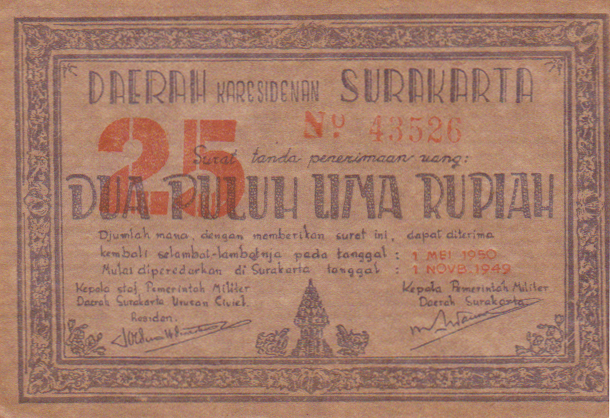 DAERAH KARESIDENAN SURAKARTA
25
No 43526
Surat tanda penerimaan uang:
DUA PULUH LIMA RUPIAH
Djumlah mana, dengan memberikan suret ini, dapat diterima
kembali selambat-lambatnja pada tanggal : 1 MEI 1950
Mulai diperedarkan di Surakarta tanggal : 1 NOVB. 1949
Kepala staf Pemerintah Militer
Daerah Surakarta Urusan Civiel.
Residen:
Kepala Pemerintah Militer
Daerah Surakarta